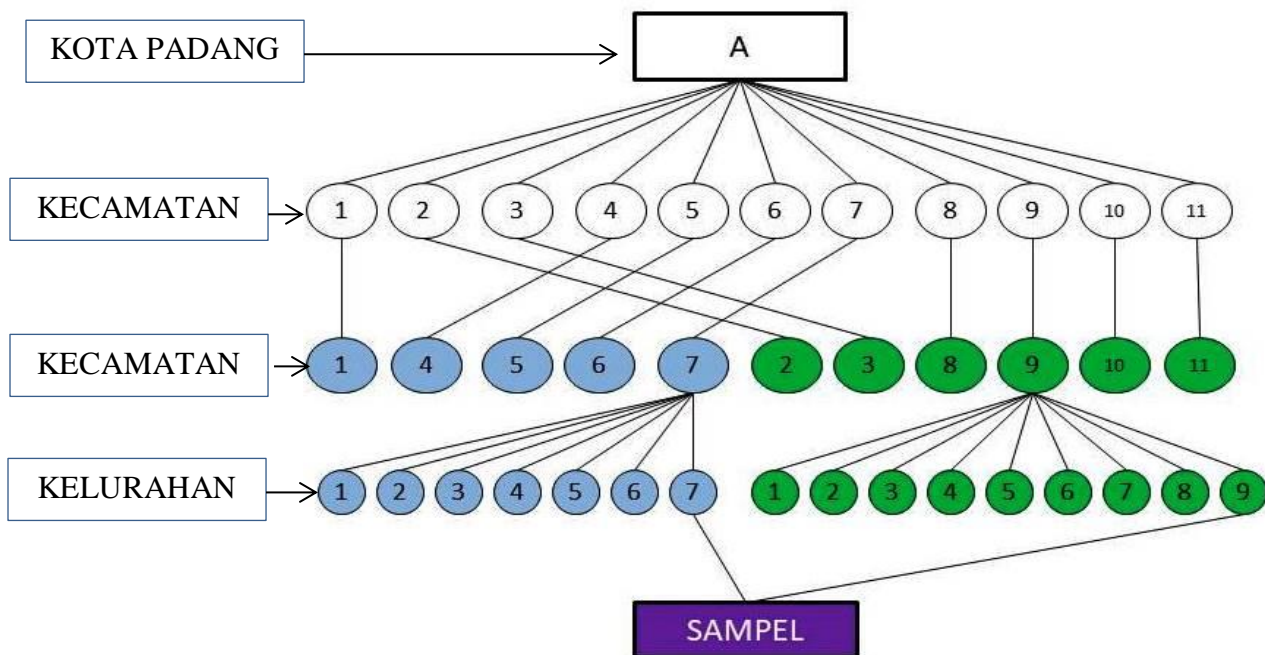 KOTA PADANG
A
KECAMATAN
1 2 3 4 5 6 7 8 9 10 11
KECAMATAN
1 4 5 6 7 2 3 8 9 10 11
KELURAHAN
1 2 3 4 5 6 7 1 2 3 4 5 6 7 8 9
SAMPEL